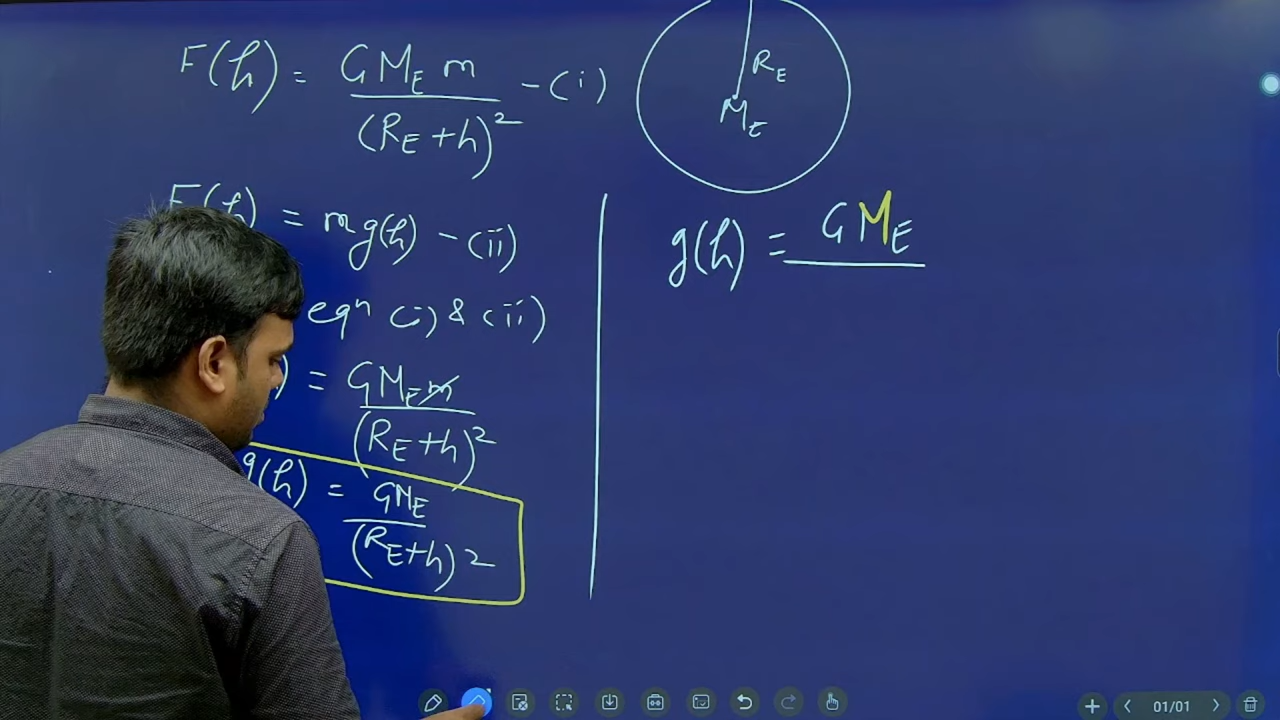 F(h) = GM_E m / (R_E + h)² - (i)
R_E
M_E
F(h) = mg(h) - (ii)
eqⁿ (i) & (ii)
) = GM_E m / (R_E + h)²
g(h) = GM_E / (R_E + h)²
g(h) = GM_E
01/01